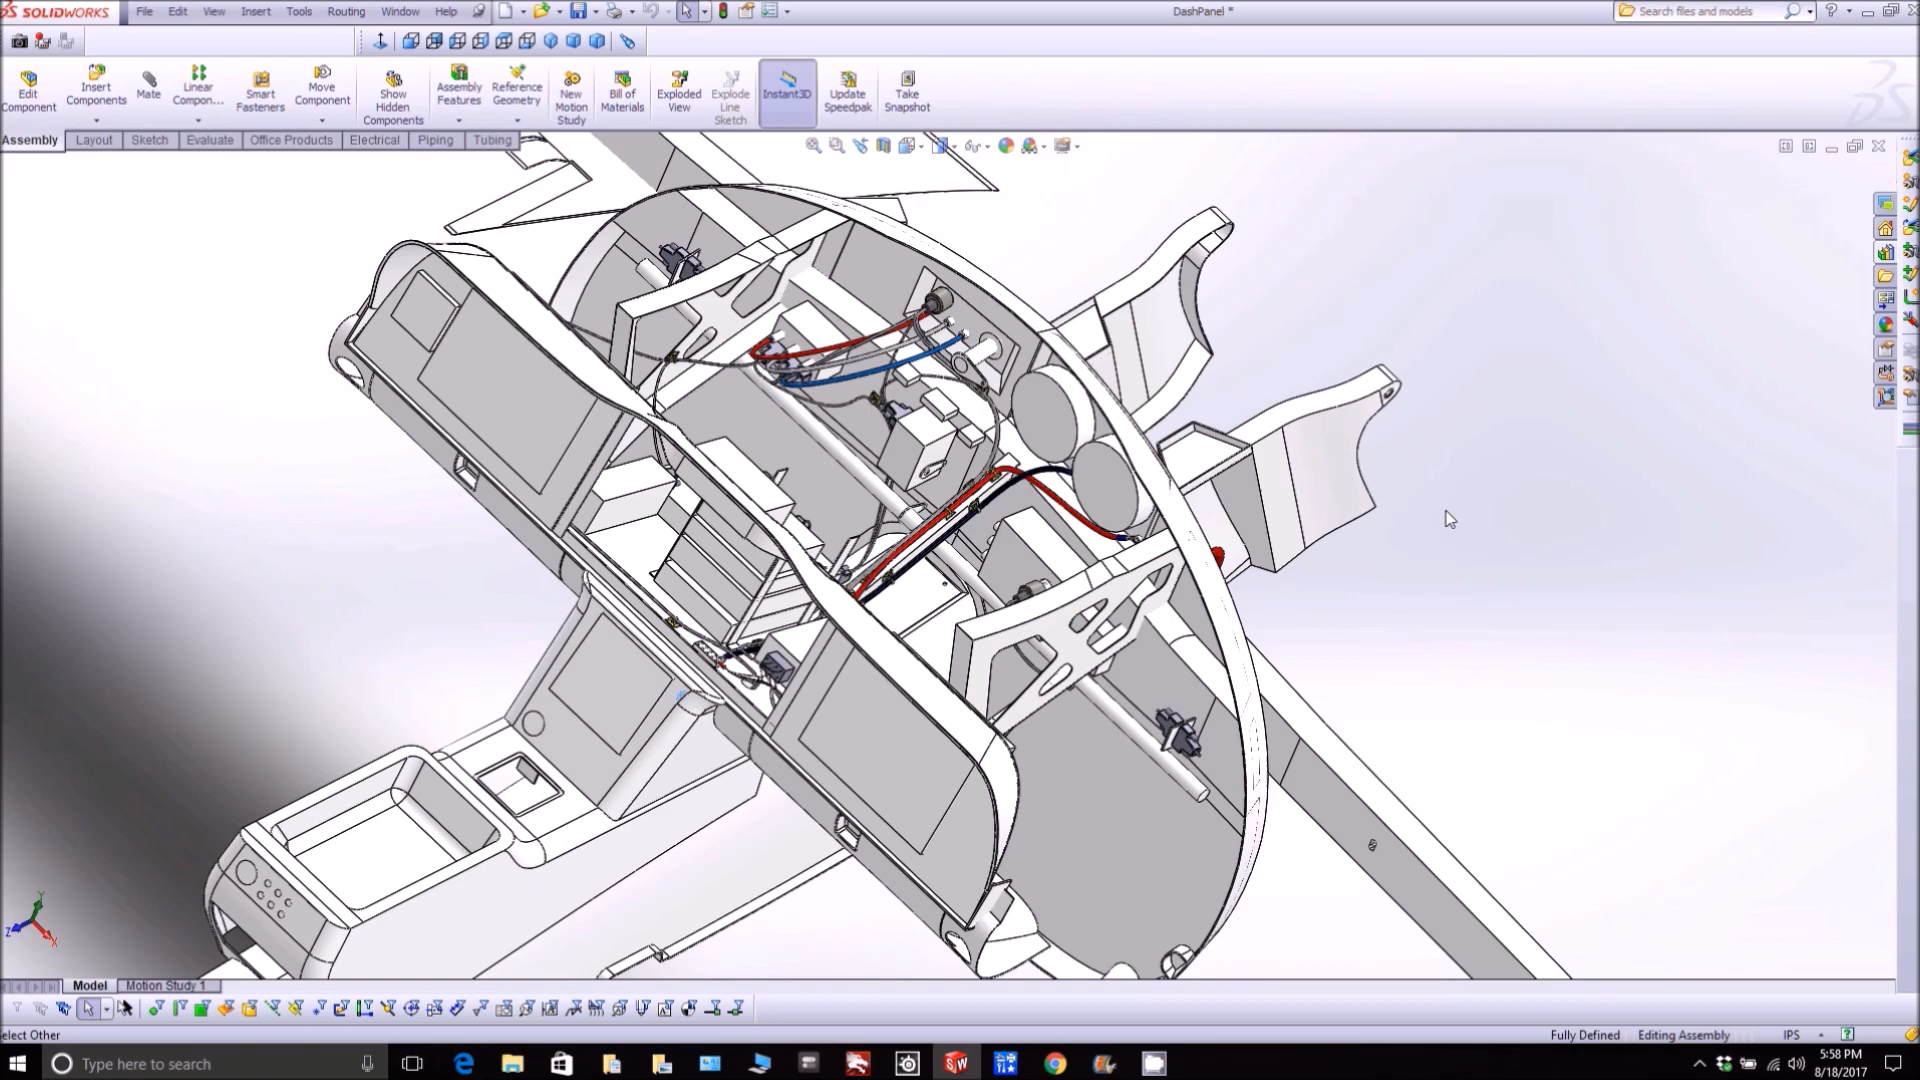 SOLIDWORKS File Edit View Insert Tools Routing Window Help DashPanel * Search files and models
Edit Component
Insert Components
Mate
Linear Compon...
Smart Fasteners
Move Component
Show Hidden Components
Assembly Features
Reference Geometry
New Motion Study
Bill of Materials
Exploded View
Explode Line Sketch
Instant3D
Update Speedpak
Take Snapshot
Assembly Layout Sketch Evaluate Office Products Electrical Piping Tubing
Y
Z
X
Model Motion Study 1
elect Other Fully Defined Editing Assembly IPS
Type here to search
SW
5:58 PM
8/18/2017